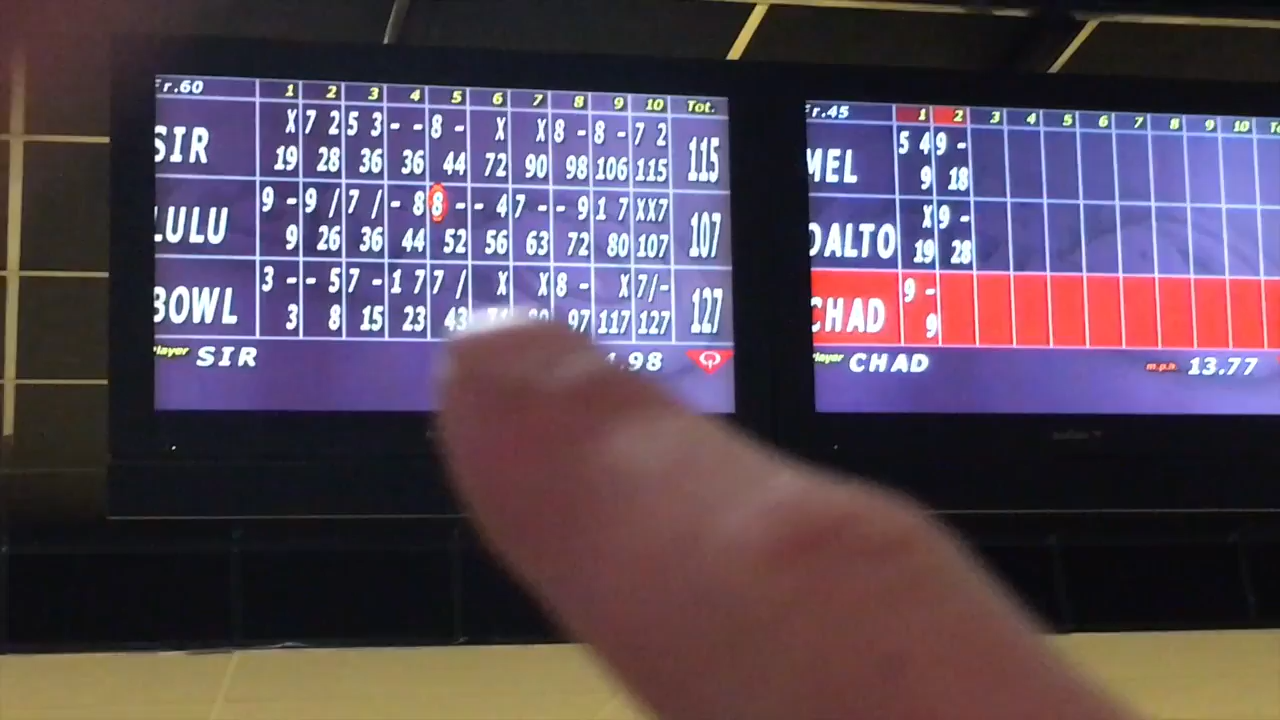 Fr.60 1 2 3 4 5 6 7 8 9 10 Tot.
SIR X 7 2 5 3 - - 8 - X X 8 - 8 - 7 2 115
19 28 36 36 44 72 90 98 106 115
LULU 9 - 9 / 7 / - 8 8 - - 4 7 - - 9 1 7 XX7 107
9 26 36 44 52 56 63 72 80 107
BOWL 3 - - 5 7 - 1 7 7 / X X 8 - X 7/- 127
3 8 15 23 43 97 117 127
Player SIR .98
Fr.45 1 2 3 4 5 6 7 8 9 10
MEL 5 4 9 -
9 18
DALTO X 9 -
19 28
CHAD 9 -
9
Player CHAD m.p.h. 13.77